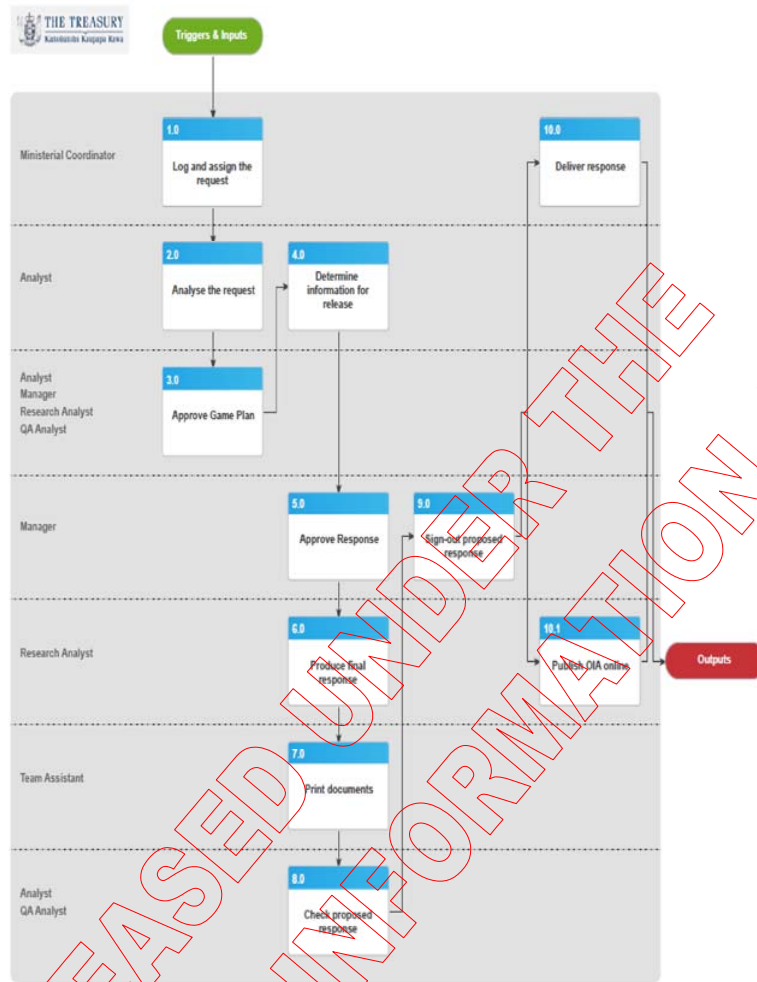 THE TREASURY
Kaitohutohu Kaupapa Rawa
Triggers & Inputs
Ministerial Coordinator
1.0
Log and assign the
request
10.0
Deliver response
Analyst
2.0
Analyse the request
4.0
Determine
information for
release
Analyst
Manager
Research Analyst
QA Analyst
3.0
Approve Game Plan
Manager
5.0
Approve Response
9.0
Sign-out proposed
response
Research Analyst
6.0
Produce final
response
10.1
Publish OIA online
Outputs
Team Assistant
7.0
Print documents
Analyst
QA Analyst
8.0
Check proposed
response
EASED UNDER THE
INFORMATION